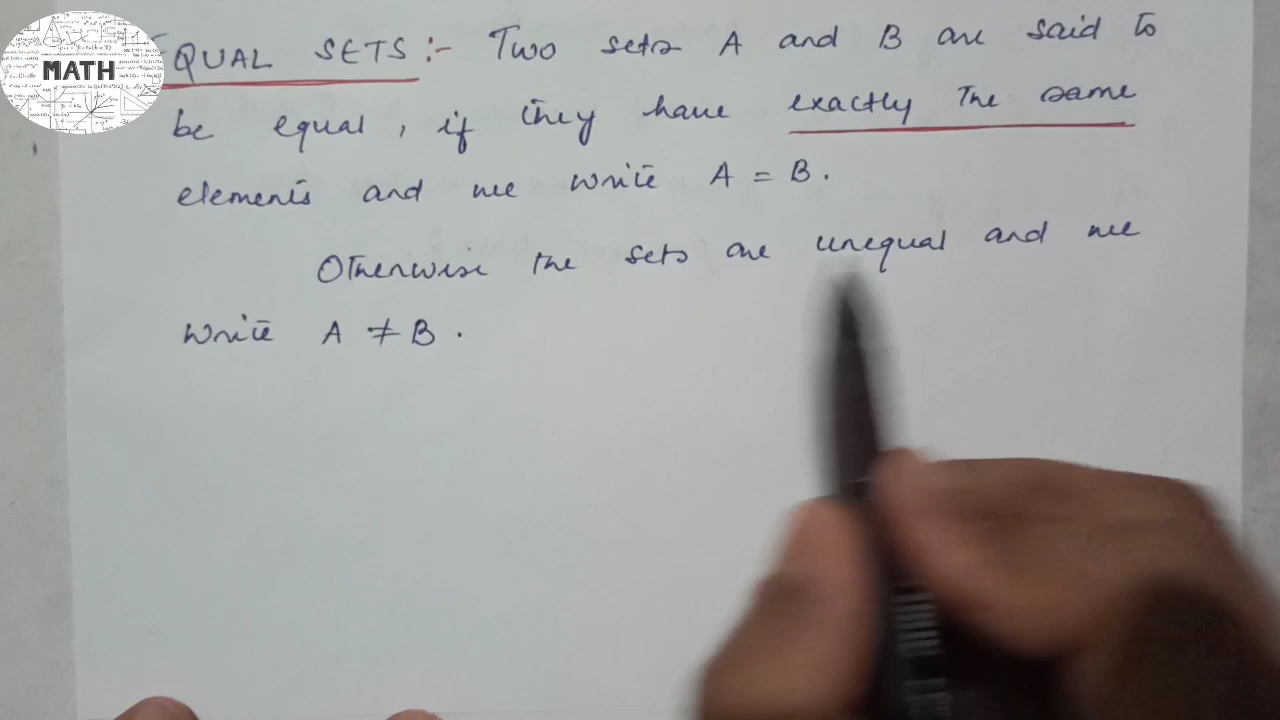 MATH
EQUAL SETS :- Two sets A and B are said to
be equal, if they have exactly the same
elements and we write A = B.
Otherwise the sets are unequal and we
write A ≠ B.